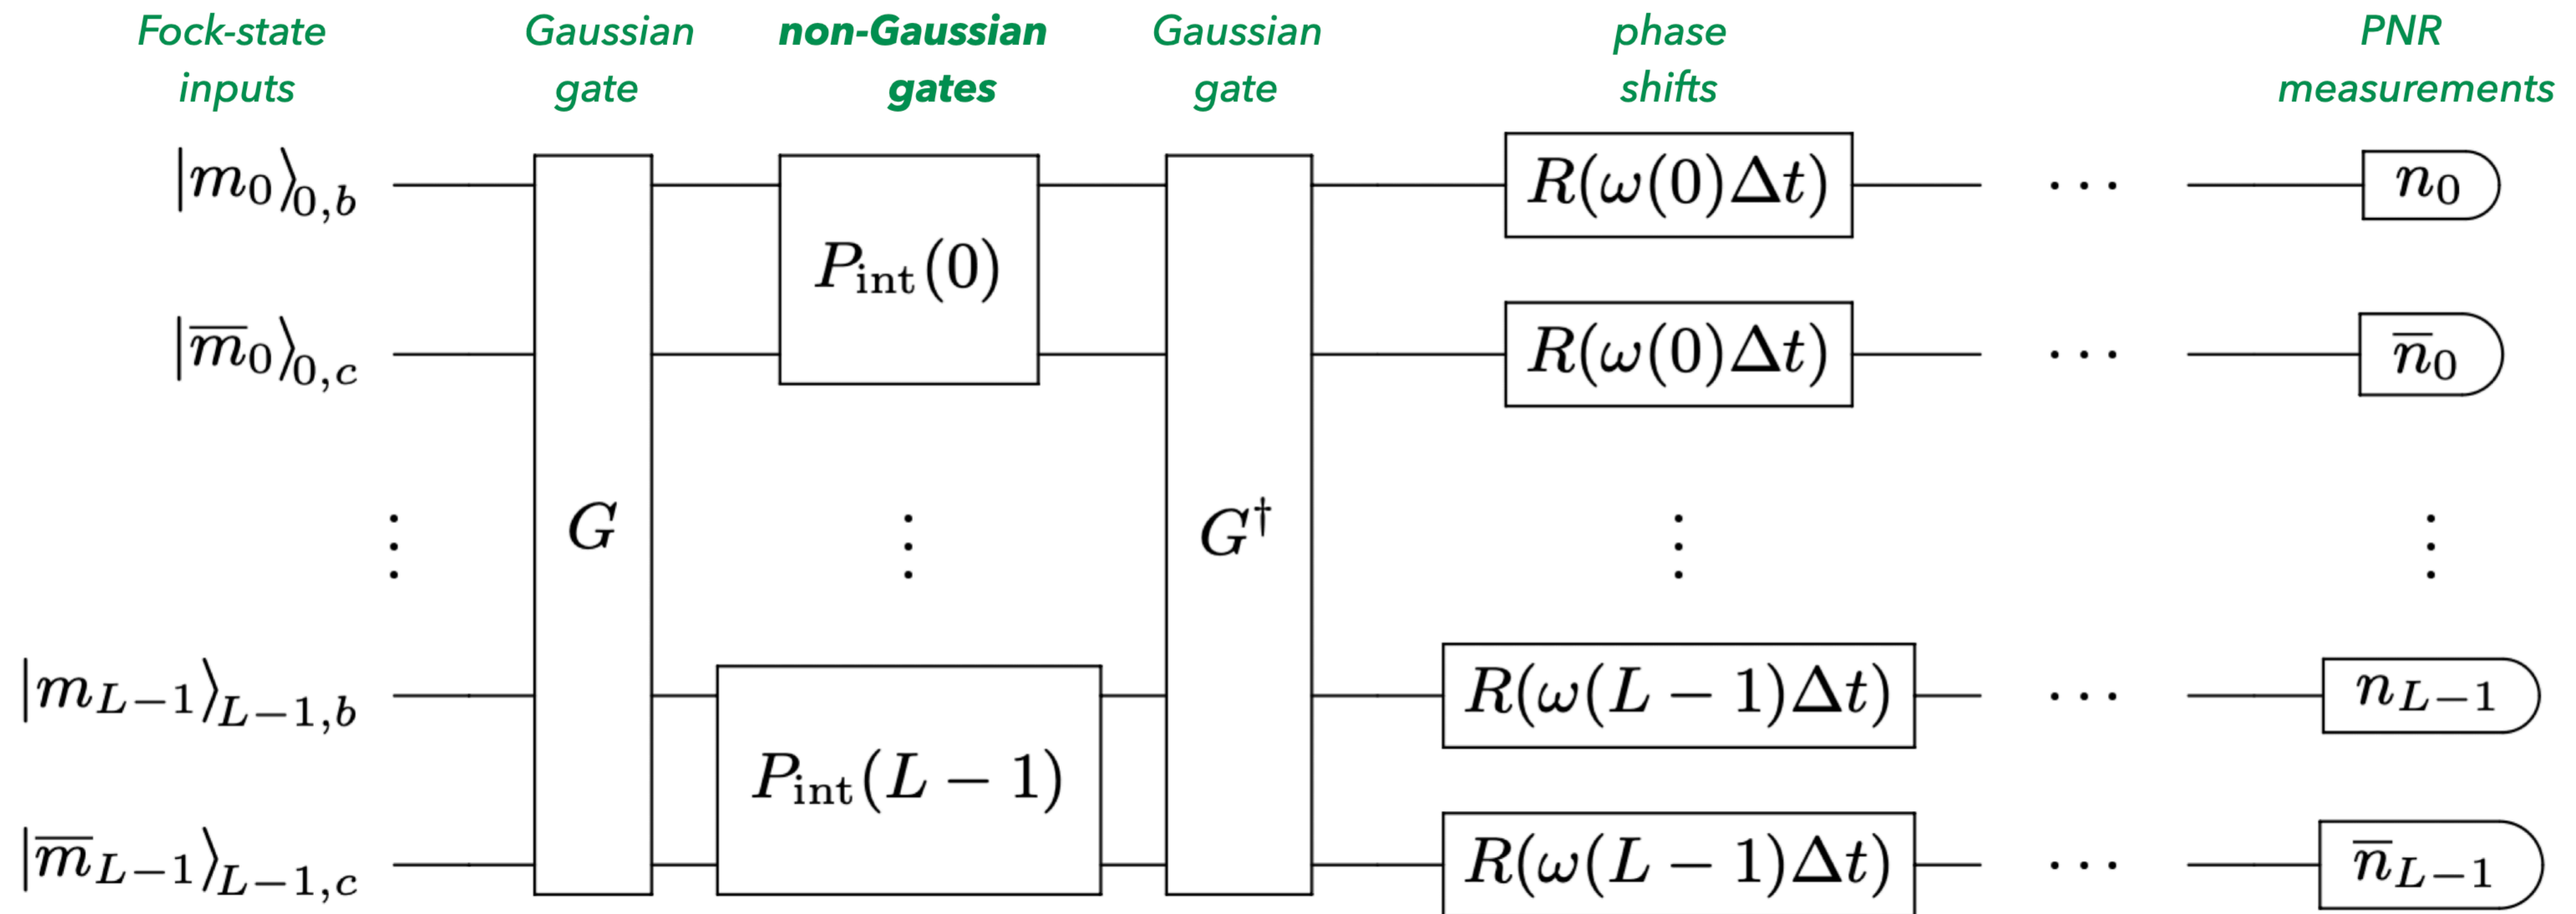 Fock-state inputs
Gaussian gate
non-Gaussian gates
Gaussian gate
phase shifts
PNR measurements
|m₀⟩₀,b
R(ω(0)Δt)
···
n₀
P_int(0)
|m̅₀⟩₀,c
R(ω(0)Δt)
···
n̅₀
⋮
G
⋮
G†
⋮
⋮
|m_{L−1}⟩_{L−1,b}
R(ω(L − 1)Δt)
···
n_{L−1}
P_int(L − 1)
|m̅_{L−1}⟩_{L−1,c}
R(ω(L − 1)Δt)
···
n̅_{L−1}